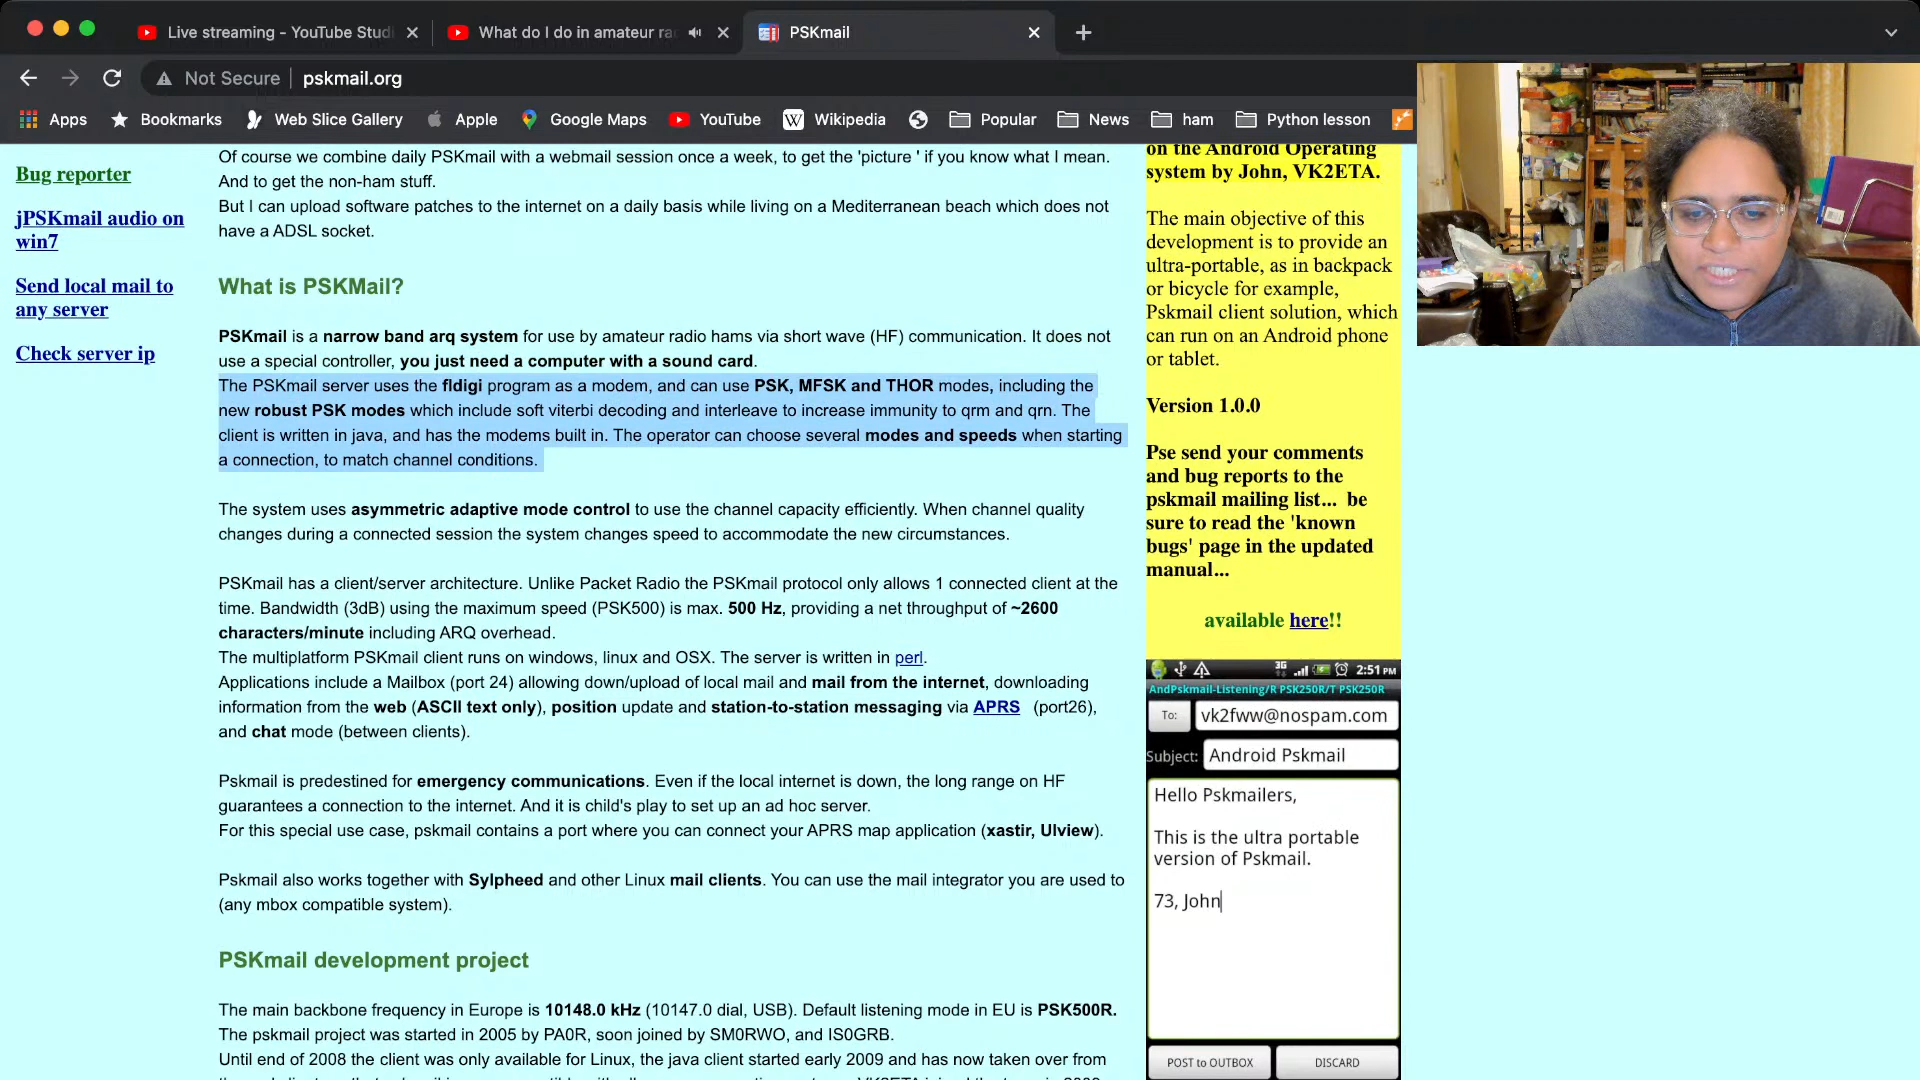 Live streaming - YouTube Stud
What do I do in amateur ra
PSKmail
Not Secure
pskmail.org
Apps
Bookmarks
Web Slice Gallery
Apple
Google Maps
YouTube
Wikipedia
Popular
News
ham
Python lesson
Bug reporter
jPSKmail audio on
win7
Send local mail to
any server
Check server ip
Of course we combine daily PSKmail with a webmail session once a week, to get the 'picture ' if you know what I mean.
And to get the non-ham stuff.
But I can upload software patches to the internet on a daily basis while living on a Mediterranean beach which does not
have a ADSL socket.
What is PSKMail?
PSKmail is a narrow band arq system for use by amateur radio hams via short wave (HF) communication. It does not
use a special controller, you just need a computer with a sound card.
The PSKmail server uses the fldigi program as a modem, and can use PSK, MFSK and THOR modes, including the
new robust PSK modes which include soft viterbi decoding and interleave to increase immunity to qrm and qrn. The
client is written in java, and has the modems built in. The operator can choose several modes and speeds when starting
a connection, to match channel conditions.
The system uses asymmetric adaptive mode control to use the channel capacity efficiently. When channel quality
changes during a connected session the system changes speed to accommodate the new circumstances.
PSKmail has a client/server architecture. Unlike Packet Radio the PSKmail protocol only allows 1 connected client at the
time. Bandwidth (3dB) using the maximum speed (PSK500) is max. 500 Hz, providing a net throughput of ~2600
characters/minute including ARQ overhead.
The multiplatform PSKmail client runs on windows, linux and OSX. The server is written in perl.
Applications include a Mailbox (port 24) allowing down/upload of local mail and mail from the internet, downloading
information from the web (ASCII text only), position update and station-to-station messaging via APRS (port26),
and chat mode (between clients).
Pskmail is predestined for emergency communications. Even if the local internet is down, the long range on HF
guarantees a connection to the internet. And it is child's play to set up an ad hoc server.
For this special use case, pskmail contains a port where you can connect your APRS map application (xastir, UIview).
Pskmail also works together with Sylpheed and other Linux mail clients. You can use the mail integrator you are used to
(any mbox compatible system).
PSKmail development project
The main backbone frequency in Europe is 10148.0 kHz (10147.0 dial, USB). Default listening mode in EU is PSK500R.
The pskmail project was started in 2005 by PA0R, soon joined by SM0RWO, and IS0GRB.
Until end of 2008 the client was only available for Linux, the java client started early 2009 and has now taken over from
on the Android Operating
system by John, VK2ETA.
The main objective of this
development is to provide an
ultra-portable, as in backpack
or bicycle for example,
Pskmail client solution, which
can run on an Android phone
or tablet.
Version 1.0.0
Pse send your comments
and bug reports to the
pskmail mailing list... be
sure to read the 'known
bugs' page in the updated
manual...
available here!!
3G 2:51 PM
AndPskmail-Listening/R PSK250R/T PSK250R
To: vk2fww@nospam.com
Subject: Android Pskmail
Hello Pskmailers,
This is the ultra portable
version of Pskmail.
73, John
POST to OUTBOX DISCARD